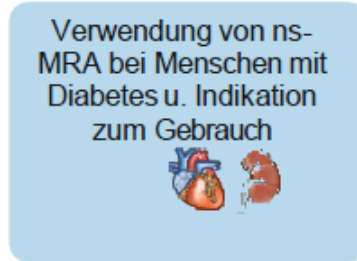 Verwendung von ns-
MRA bei Menschen mit
Diabetes u. Indikation
zum Gebrauch